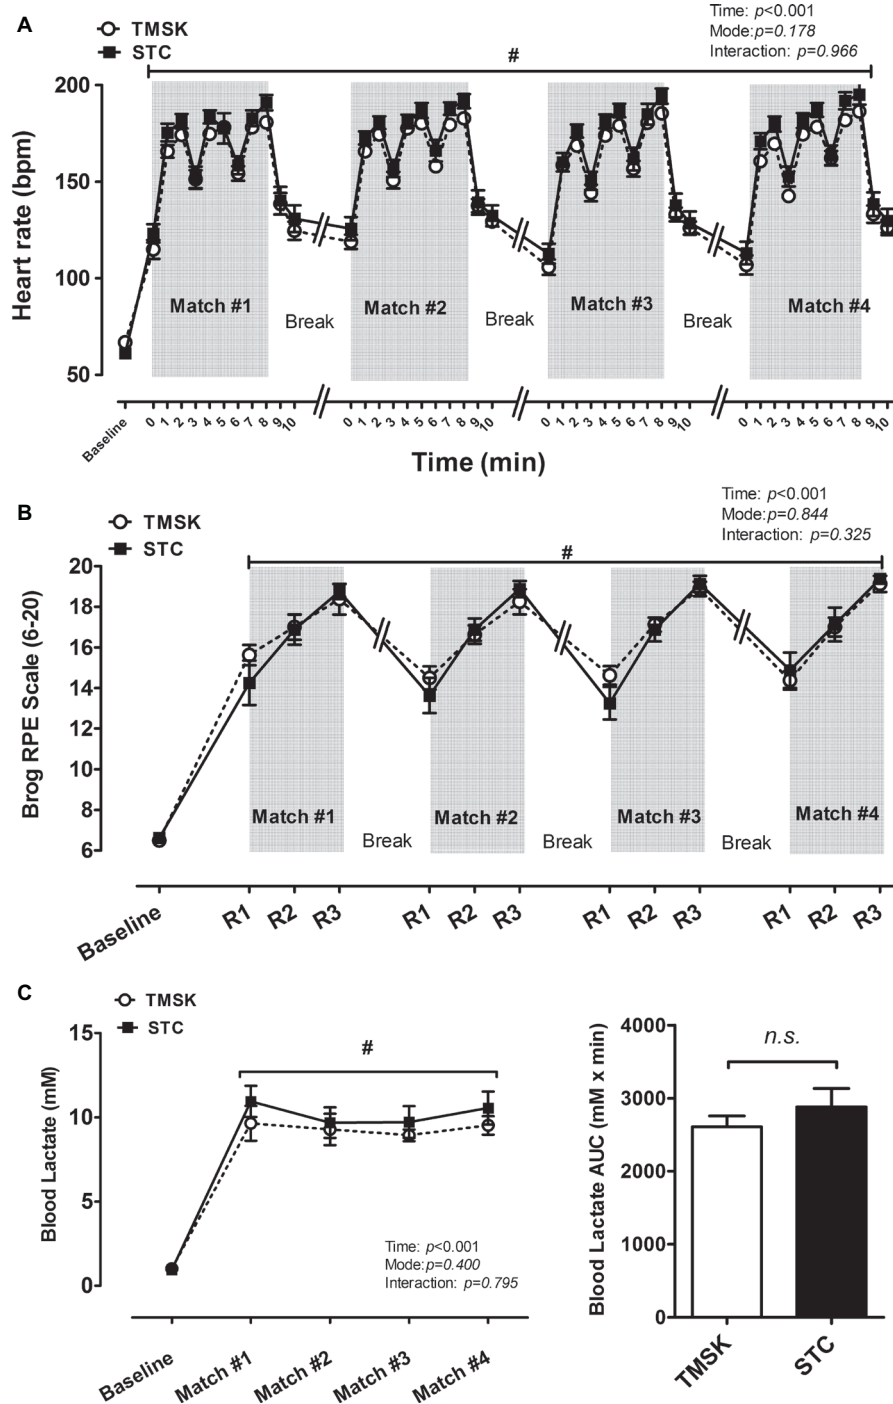 A
TMSK
STC
Time: p<0.001
Mode:p=0.178
Interaction: p=0.966
#
Heart rate (bpm)
200
150
100
50
Match #1
Break
Match #2
Break
Match #3
Break
Match #4
Baseline
0 1 2 3 4 5 6 7 8 9 10
0 1 2 3 4 5 6 7 8 9 10
0 1 2 3 4 5 6 7 8 9 10
0 1 2 3 4 5 6 7 8 9 10
Time (min)
B
TMSK
STC
Time: p<0.001
Mode:p=0.844
Interaction: p=0.325
#
Brog RPE Scale (6-20)
20
18
16
14
12
10
8
6
Match #1
Break
Match #2
Break
Match #3
Break
Match #4
Baseline
R1 R2 R3
R1 R2 R3
R1 R2 R3
R1 R2 R3
C
TMSK
STC
#
Blood Lactate (mM)
15
10
5
0
Time: p<0.001
Mode:p=0.400
Interaction: p=0.795
Baseline
Match #1
Match #2
Match #3
Match #4
Blood Lactate AUC (mM x min)
4000
3000
2000
1000
0
n.s.
TMSK
STC